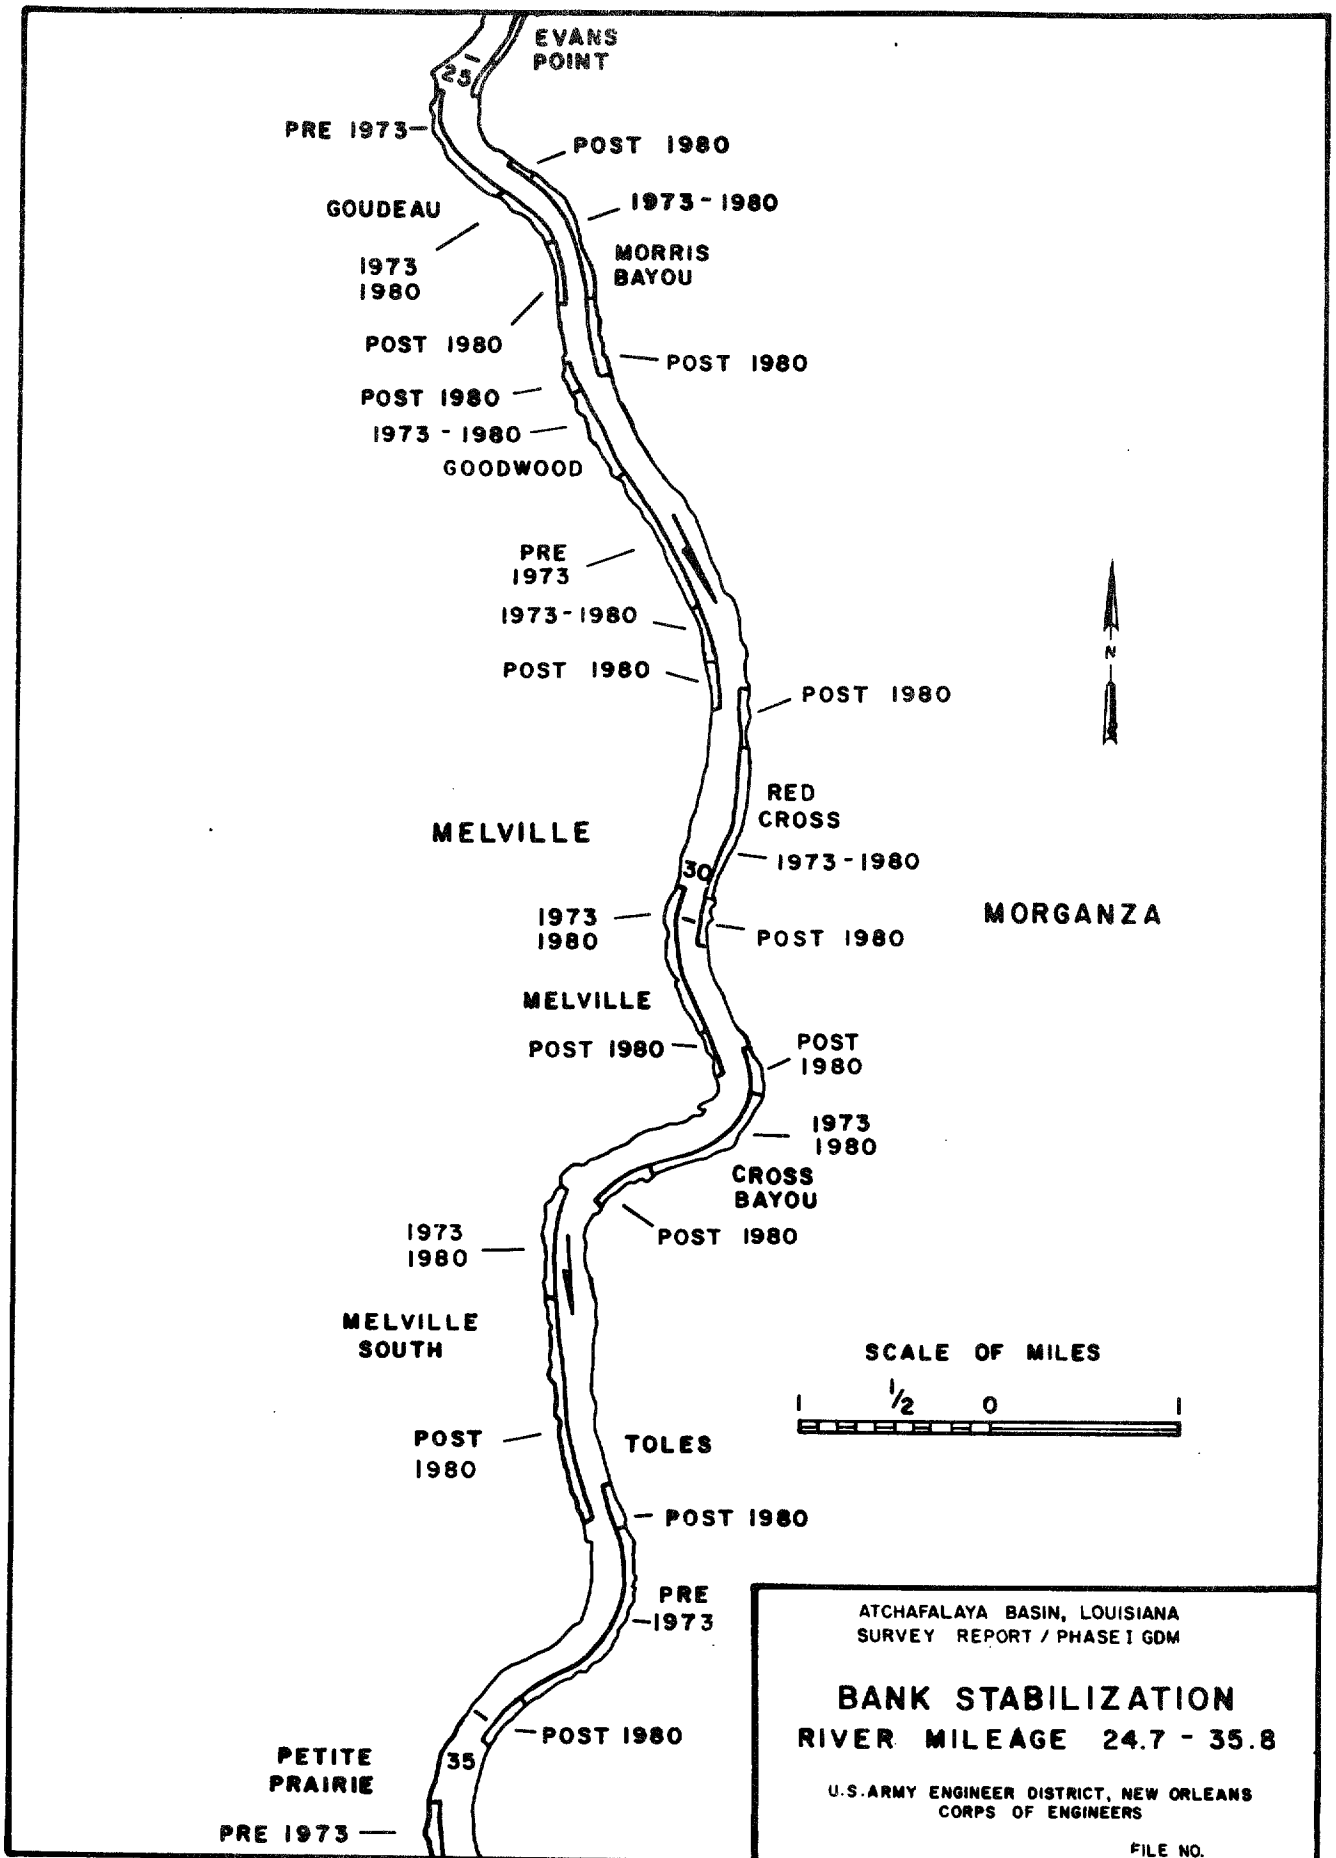 EVANS
POINT
25
PRE 1973
POST 1980
1973-1980
GOUDEAU
MORRIS
BAYOU
1973
1980
POST 1980
POST 1980
POST 1980
1973-1980
GOODWOOD
PRE
1973
1973-1980
POST 1980
POST 1980
N
RED
CROSS
MELVILLE
1973-1980
30
1973
1980
MORGANZA
POST 1980
MELVILLE
POST 1980
POST
1980
1973
1980
CROSS
BAYOU
POST 1980
1973
1980
MELVILLE
SOUTH
SCALE OF MILES
1 1/2 0 1
POST
1980
TOLES
POST 1980
PRE
1973
POST 1980
35
PETITE
PRAIRIE
PRE 1973
ATCHAFALAYA BASIN, LOUISIANA
SURVEY REPORT / PHASE I GDM
BANK STABILIZATION
RIVER MILEAGE 24.7 - 35.8
U.S. ARMY ENGINEER DISTRICT, NEW ORLEANS
CORPS OF ENGINEERS
FILE NO.